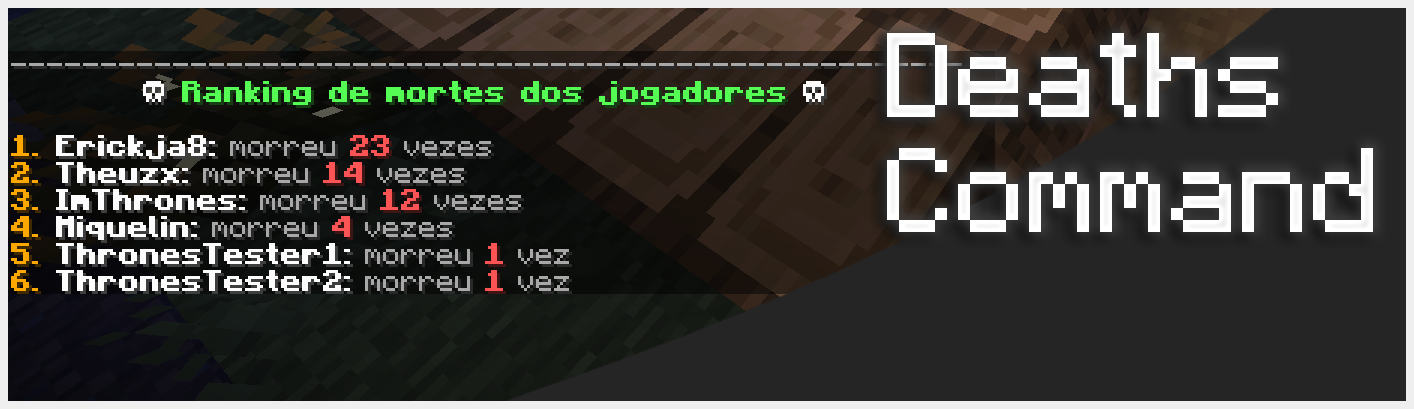 ☠ Ranking de mortes dos jogadores ☠
1. Erickja8: morreu 23 vezes
2. Theuzx: morreu 14 vezes
3. ImThrones: morreu 12 vezes
4. Miquelin: morreu 4 vezes
5. ThronesTester1: morreu 1 vez
6. ThronesTester2: morreu 1 vez
Deaths
Command